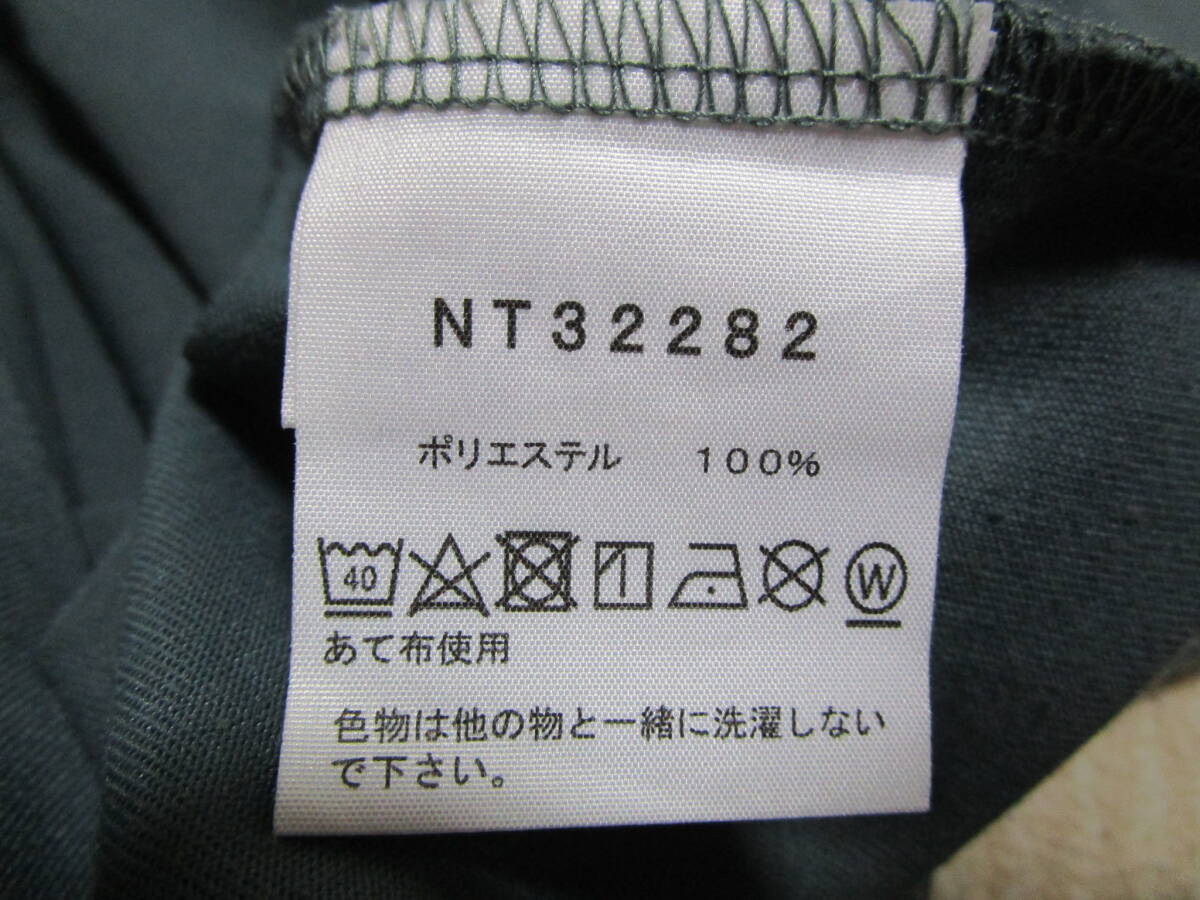 NT32282
ポリエステル 100%
40 W
あて布使用
色物は他の物と一緒に洗濯しない
で下さい。